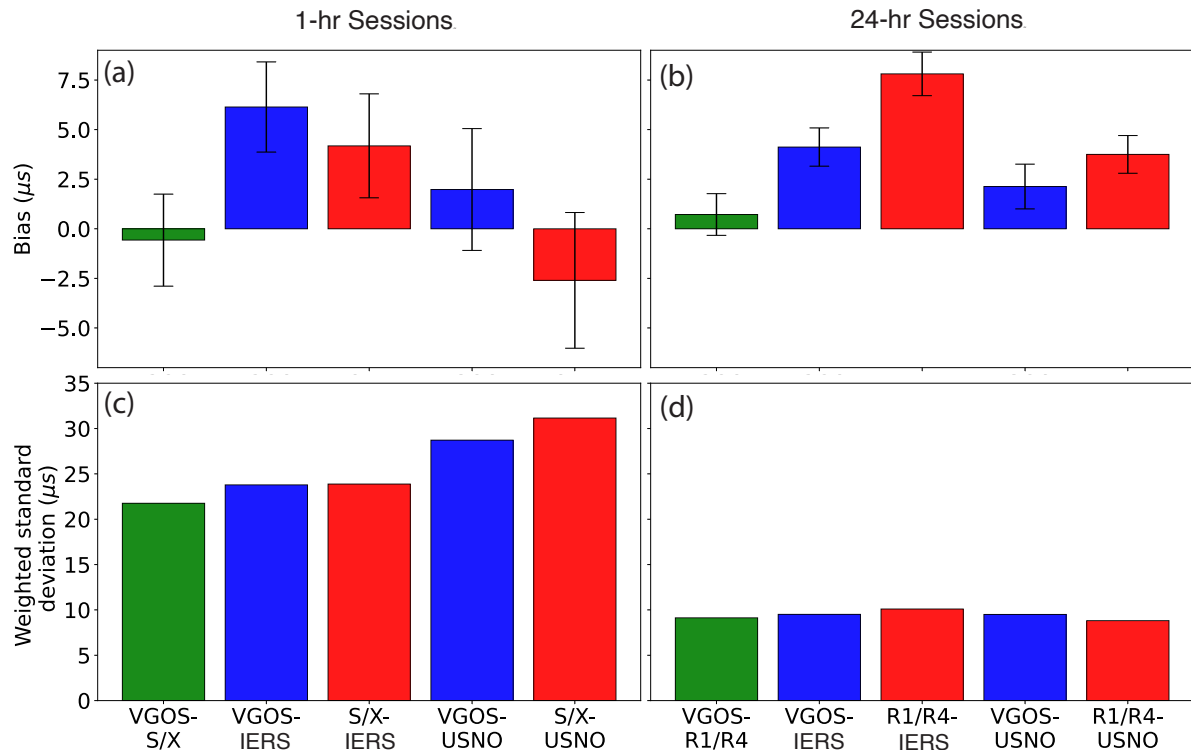 1-hr Sessions.
24-hr Sessions.
(a)
(b)
Bias (μs)
7.5
5.0
2.5
0.0
−2.5
−5.0
(c)
(d)
Weighted standard
deviation (μs)
35
30
25
20
15
10
5
0
VGOS-
S/X
VGOS-
IERS
S/X-
IERS
VGOS-
USNO
S/X-
USNO
VGOS-
R1/R4
VGOS-
IERS
R1/R4-
IERS
VGOS-
USNO
R1/R4-
USNO